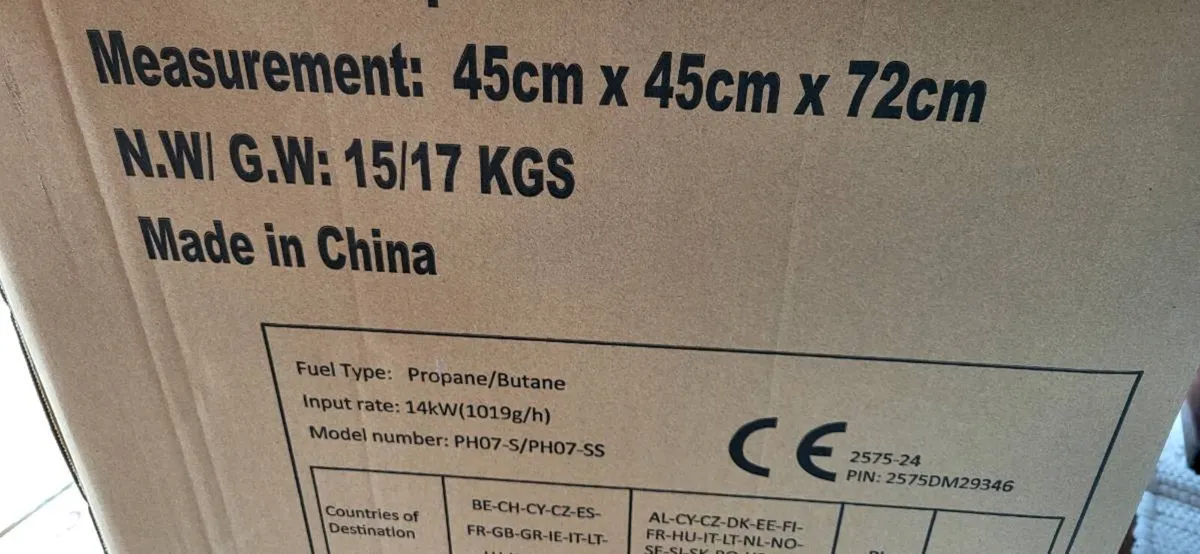 Measurement: 45cm x 45cm x 72cm
N.W/ G.W: 15/17 KGS
Made in China
Fuel Type: Propane/Butane
Input rate: 14kW(1019g/h)
Model number: PH07-S/PH07-SS
CE 2575-24
PIN: 2575DM29346
Countries of
Destination
BE-CH-CY-CZ-ES-
FR-GB-GR-IE-IT-LT-
AL-CY-CZ-DK-EE-FI-
FR-HU-IT-LT-NL-NO-